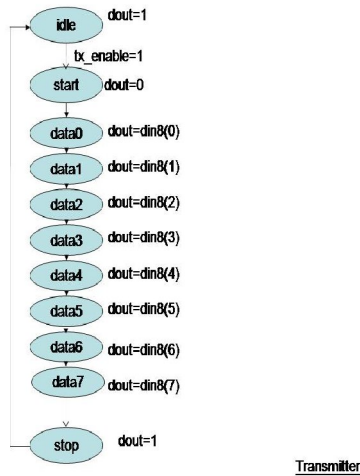 idle dout=1
tx_enable=1
start dout=0
data0 dout=din8(0)
data1 dout=din8(1)
data2 dout=din8(2)
data3 dout=din8(3)
data4 dout=din8(4)
data5 dout=din8(5)
data6 dout=din8(6)
data7 dout=din8(7)
stop dout=1
Transmitter